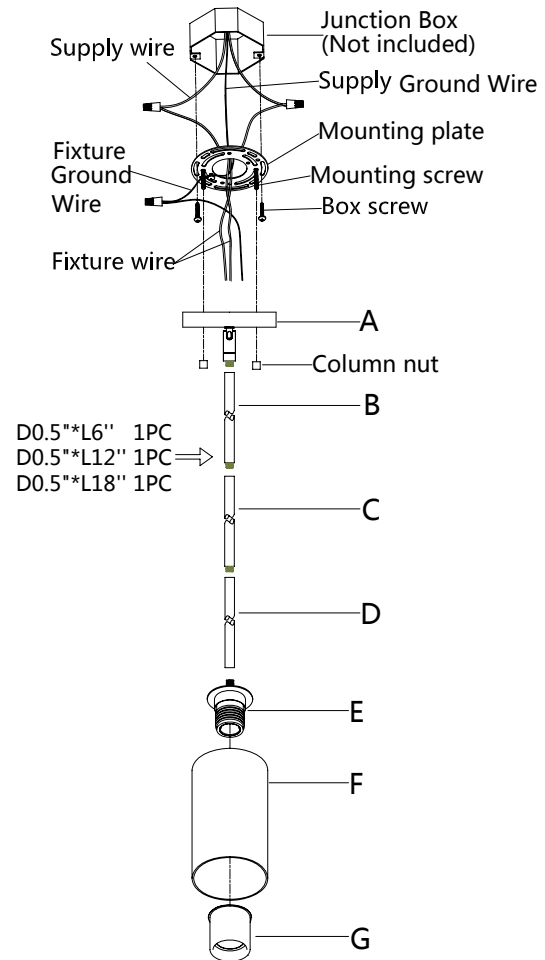 Junction Box
(Not included)
Supply wire
Supply Ground Wire
Mounting plate
Fixture
Ground
Wire
Mounting screw
Box screw
Fixture wire
A
Column nut
B
D0.5"*L6'' 1PC
D0.5"*L12'' 1PC
D0.5"*L18'' 1PC
C
D
E
F
G